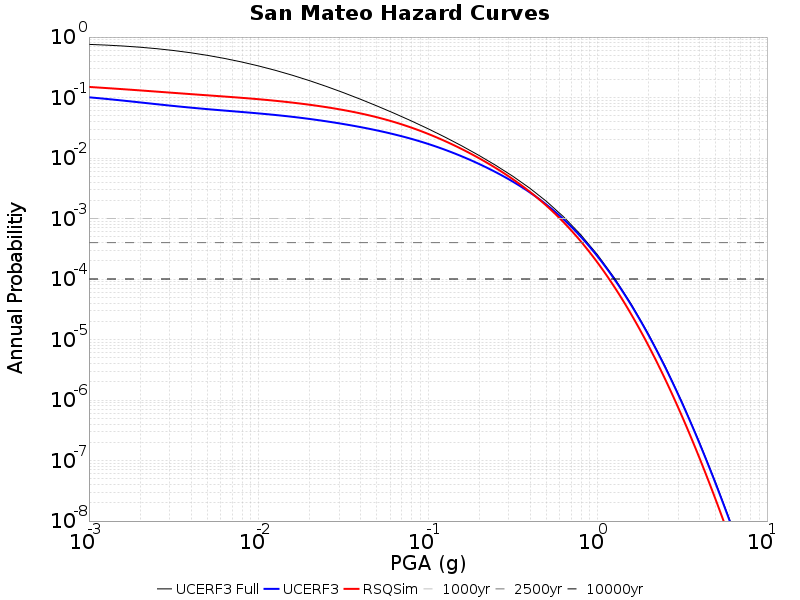 San Mateo Hazard Curves
Annual Probabilitiy
10^0
10^-1
10^-2
10^-3
10^-4
10^-5
10^-6
10^-7
10^-8
10^-3 10^-2 10^-1 10^0 10^1
PGA (g)
UCERF3 Full UCERF3 RSQSim 1000yr 2500yr 10000yr